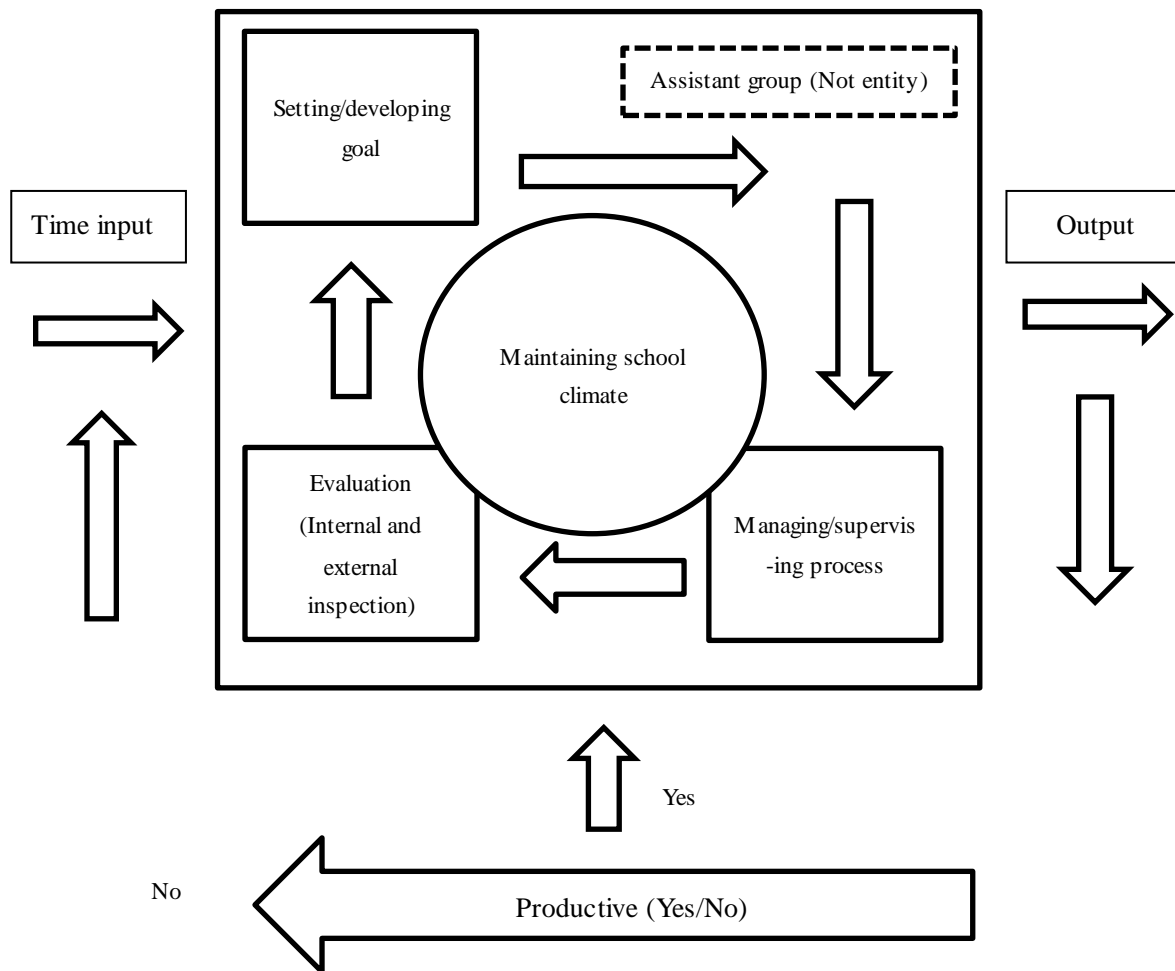 Assistant group (Not entity)
Setting/developing
goal
Time input
Output
Maintaining school
climate
Evaluation
(Internal and
external
inspection)
Managing/supervis
-ing process
Yes
No
Productive (Yes/No)